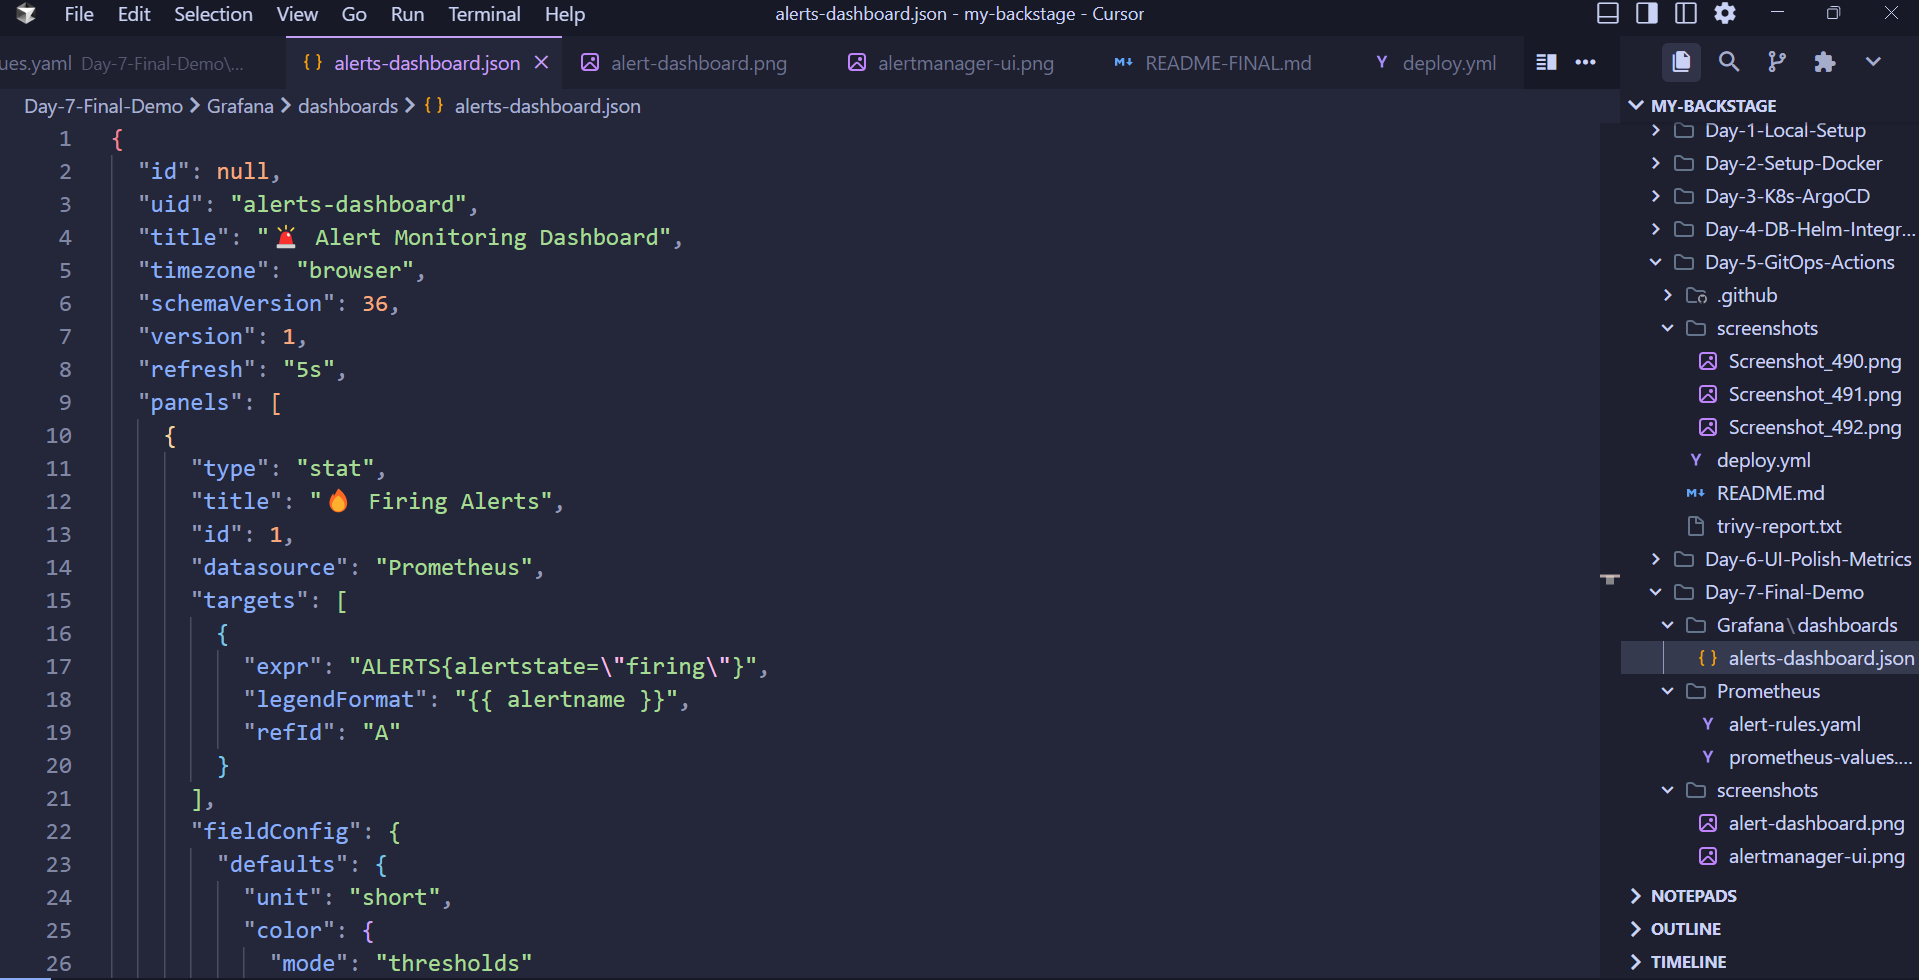 File Edit Selection View Go Run Terminal Help
alerts-dashboard.json - my-backstage - Cursor
ues.yaml Day-7-Final-Demo\...
alerts-dashboard.json
alert-dashboard.png
alertmanager-ui.png
README-FINAL.md
deploy.yml
Day-7-Final-Demo > Grafana > dashboards > {} alerts-dashboard.json
1 {
2 "id": null,
3 "uid": "alerts-dashboard",
4 "title": "🚨 Alert Monitoring Dashboard",
5 "timezone": "browser",
6 "schemaVersion": 36,
7 "version": 1,
8 "refresh": "5s",
9 "panels": [
10 {
11 "type": "stat",
12 "title": "🔥 Firing Alerts",
13 "id": 1,
14 "datasource": "Prometheus",
15 "targets": [
16 {
17 "expr": "ALERTS{alertstate=\"firing\"}",
18 "legendFormat": "{{ alertname }}",
19 "refId": "A"
20 }
21 ],
22 "fieldConfig": {
23 "defaults": {
24 "unit": "short",
25 "color": {
26 "mode": "thresholds"
MY-BACKSTAGE
Day-1-Local-Setup
Day-2-Setup-Docker
Day-3-K8s-ArgoCD
Day-4-DB-Helm-Integr...
Day-5-GitOps-Actions
.github
screenshots
Screenshot_490.png
Screenshot_491.png
Screenshot_492.png
deploy.yml
README.md
trivy-report.txt
Day-6-UI-Polish-Metrics
Day-7-Final-Demo
Grafana\dashboards
{} alerts-dashboard.json
Prometheus
alert-rules.yaml
prometheus-values....
screenshots
alert-dashboard.png
alertmanager-ui.png
NOTEPADS
OUTLINE
TIMELINE